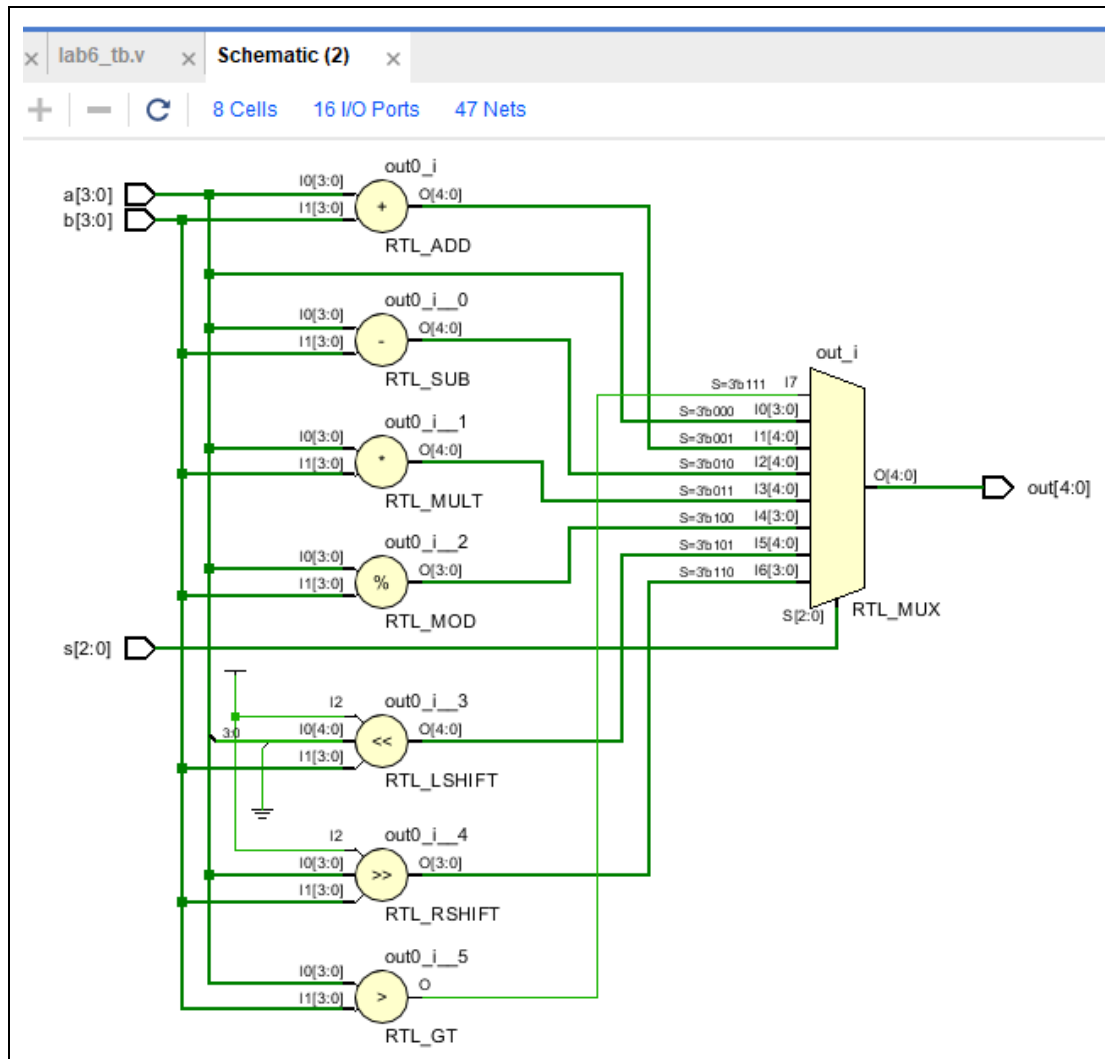 lab6_tb.v
Schematic (2)
8 Cells 16 I/O Ports 47 Nets
a[3:0]
b[3:0]
out0_i
I0[3:0]
I1[3:0]
+
O[4:0]
RTL_ADD
out0_i__0
I0[3:0]
I1[3:0]
-
O[4:0]
RTL_SUB
out0_i__1
I0[3:0]
I1[3:0]
*
O[4:0]
RTL_MULT
out0_i__2
I0[3:0]
I1[3:0]
%
O[3:0]
RTL_MOD
s[2:0]
out0_i__3
I2
3:0
I0[4:0]
I1[3:0]
<<
O[4:0]
RTL_LSHIFT
out0_i__4
I2
I0[3:0]
I1[3:0]
>>
O[3:0]
RTL_RSHIFT
out0_i__5
I0[3:0]
I1[3:0]
>
O
RTL_GT
out_i
S=3'b111 I7
S=3'b000 I0[3:0]
S=3'b001 I1[4:0]
S=3'b010 I2[4:0]
S=3'b011 I3[4:0]
S=3'b100 I4[3:0]
S=3'b101 I5[4:0]
S=3'b110 I6[3:0]
S[2:0]
RTL_MUX
O[4:0]
out[4:0]